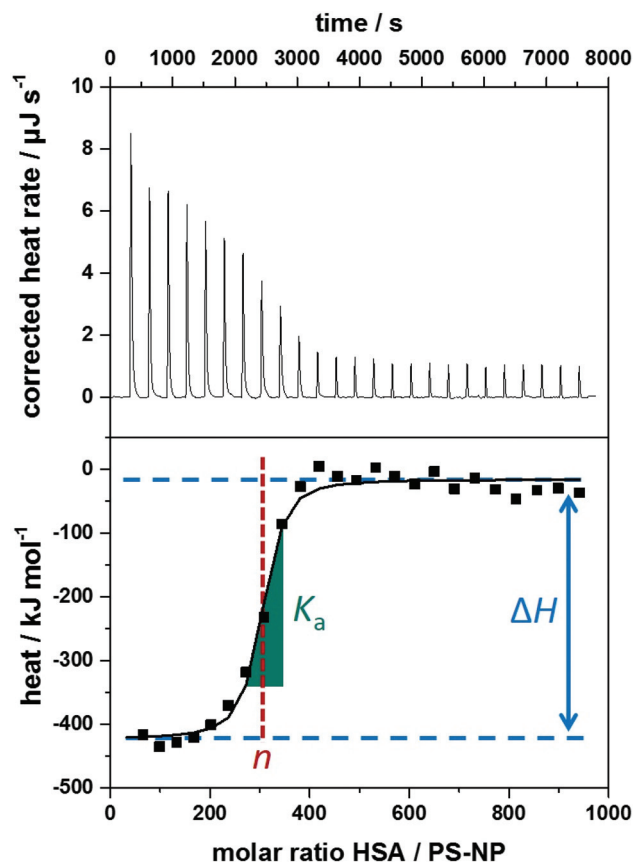 time / s
0 1000 2000 3000 4000 5000 6000 7000 8000
corrected heat rate / µJ s⁻¹
10
8
6
4
2
0
heat / kJ mol⁻¹
0
-100
-200
-300
-400
-500
Kₐ
ΔH
n
0 200 400 600 800 1000
molar ratio HSA / PS-NP